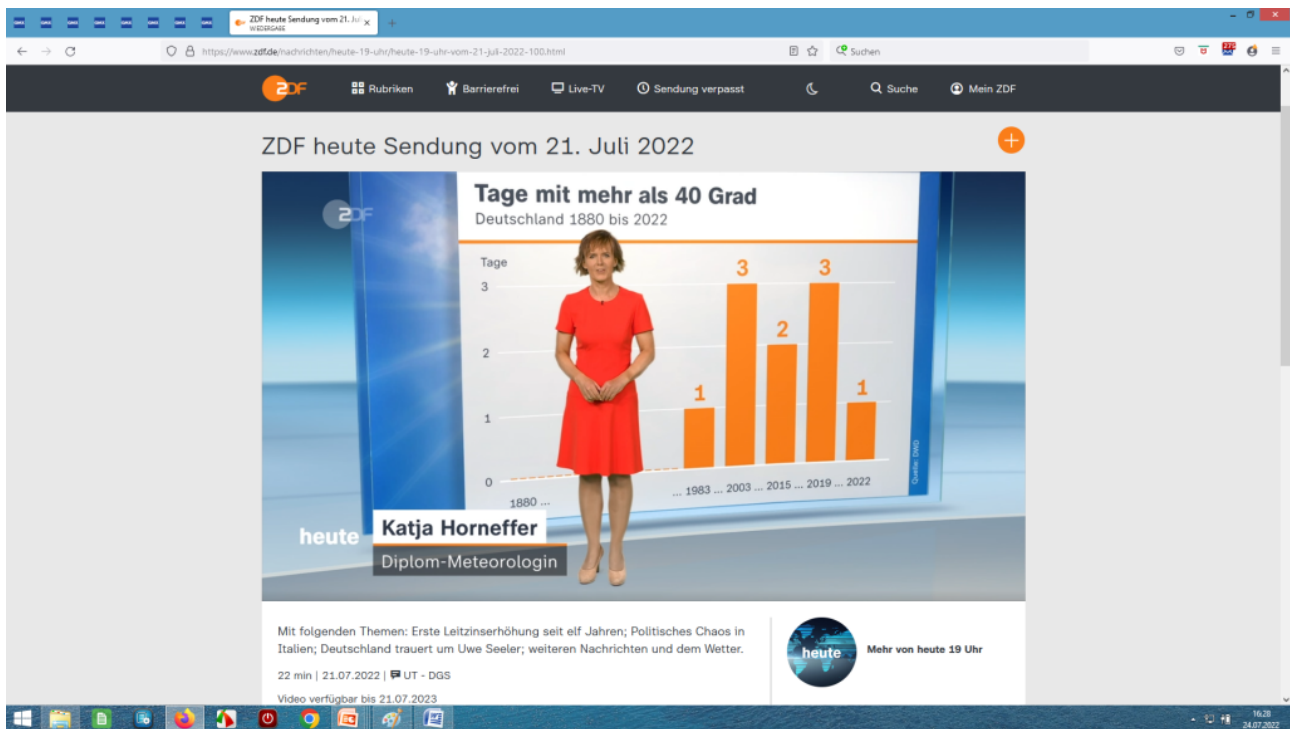 ZDF heute Sendung vom 21. Jul
WIEDERGABE
https://www.zdf.de/nachrichten/heute-19-uhr/heute-19-uhr-vom-21-juli-2022-100.html
Suchen
ZDF
Rubriken
Barrierefrei
Live-TV
Sendung verpasst
Suche
Mein ZDF
ZDF heute Sendung vom 21. Juli 2022
ZDF
Tage mit mehr als 40 Grad
Deutschland 1880 bis 2022
Tage
3
2
1
0
1
3
2
3
1
1880 ...
... 1983 ... 2003 ... 2015 ... 2019 ... 2022
Quelle: DWD
heute
Katja Horneffer
Diplom-Meteorologin
Mit folgenden Themen: Erste Leitzinserhöhung seit elf Jahren; Politisches Chaos in
Italien; Deutschland trauert um Uwe Seeler; weiteren Nachrichten und dem Wetter.
22 min | 21.07.2022 | UT - DGS
Video verfügbar bis 21.07.2023
heute
Mehr von heute 19 Uhr
16:28
24.07.2022